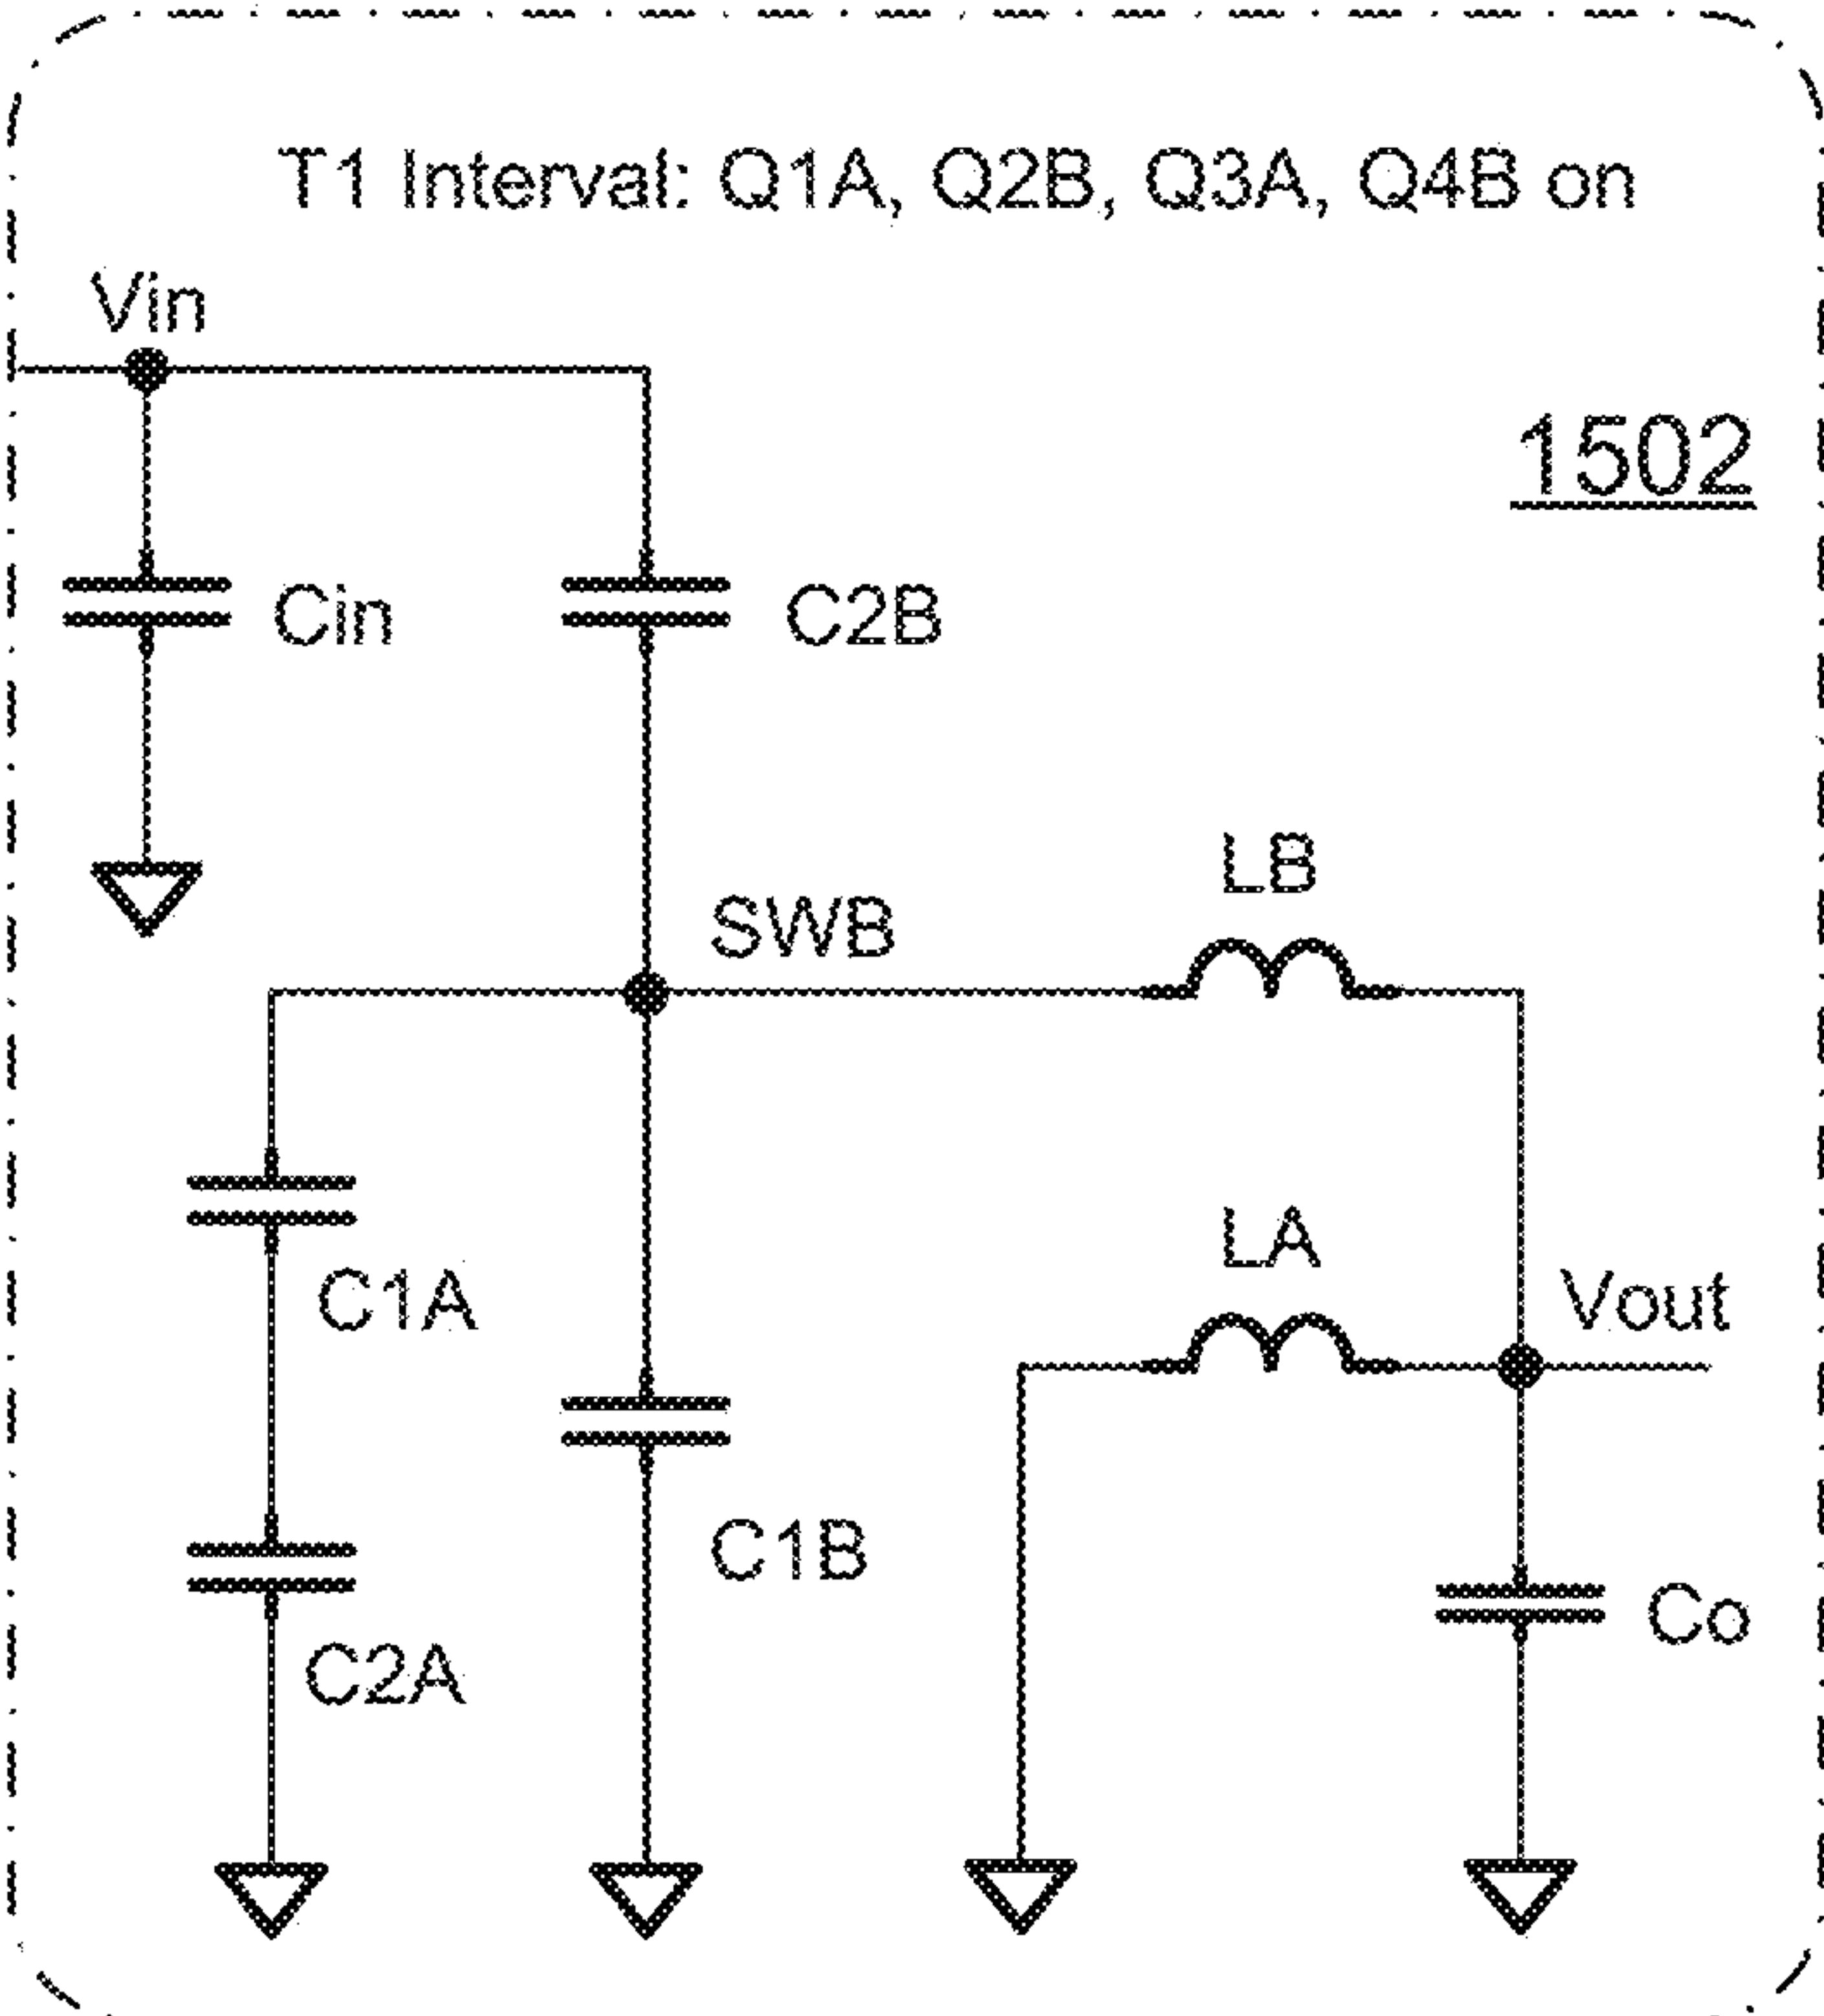 T1 Interval: Q1A, Q2B, Q3A, Q4B on
Vin
1502
Cin
C2B
LB
SWB
LA
C1A
Vout
C1B
Co
C2A